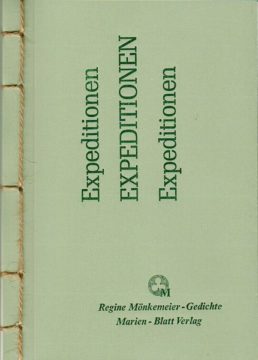 Expeditionen
EXPEDITIONEN
Expeditionen
M
Regine Mönkemeier - Gedichte
Marien - Blatt Verlag